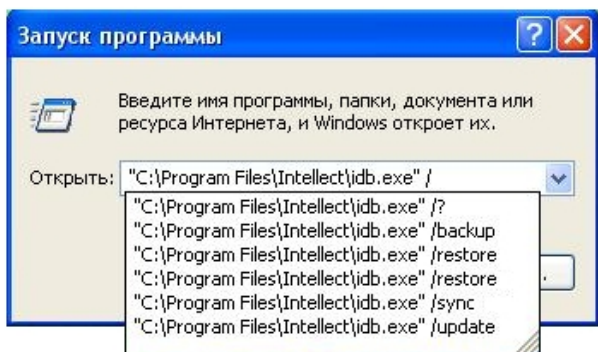 Запуск программы
Введите имя программы, папки, документа или
ресурса Интернета, и Windows откроет их.
Открыть: "C:\Program Files\Intellect\idb.exe" /
"C:\Program Files\Intellect\idb.exe" /?
"C:\Program Files\Intellect\idb.exe" /backup
"C:\Program Files\Intellect\idb.exe" /restore
"C:\Program Files\Intellect\idb.exe" /restore
"C:\Program Files\Intellect\idb.exe" /sync
"C:\Program Files\Intellect\idb.exe" /update